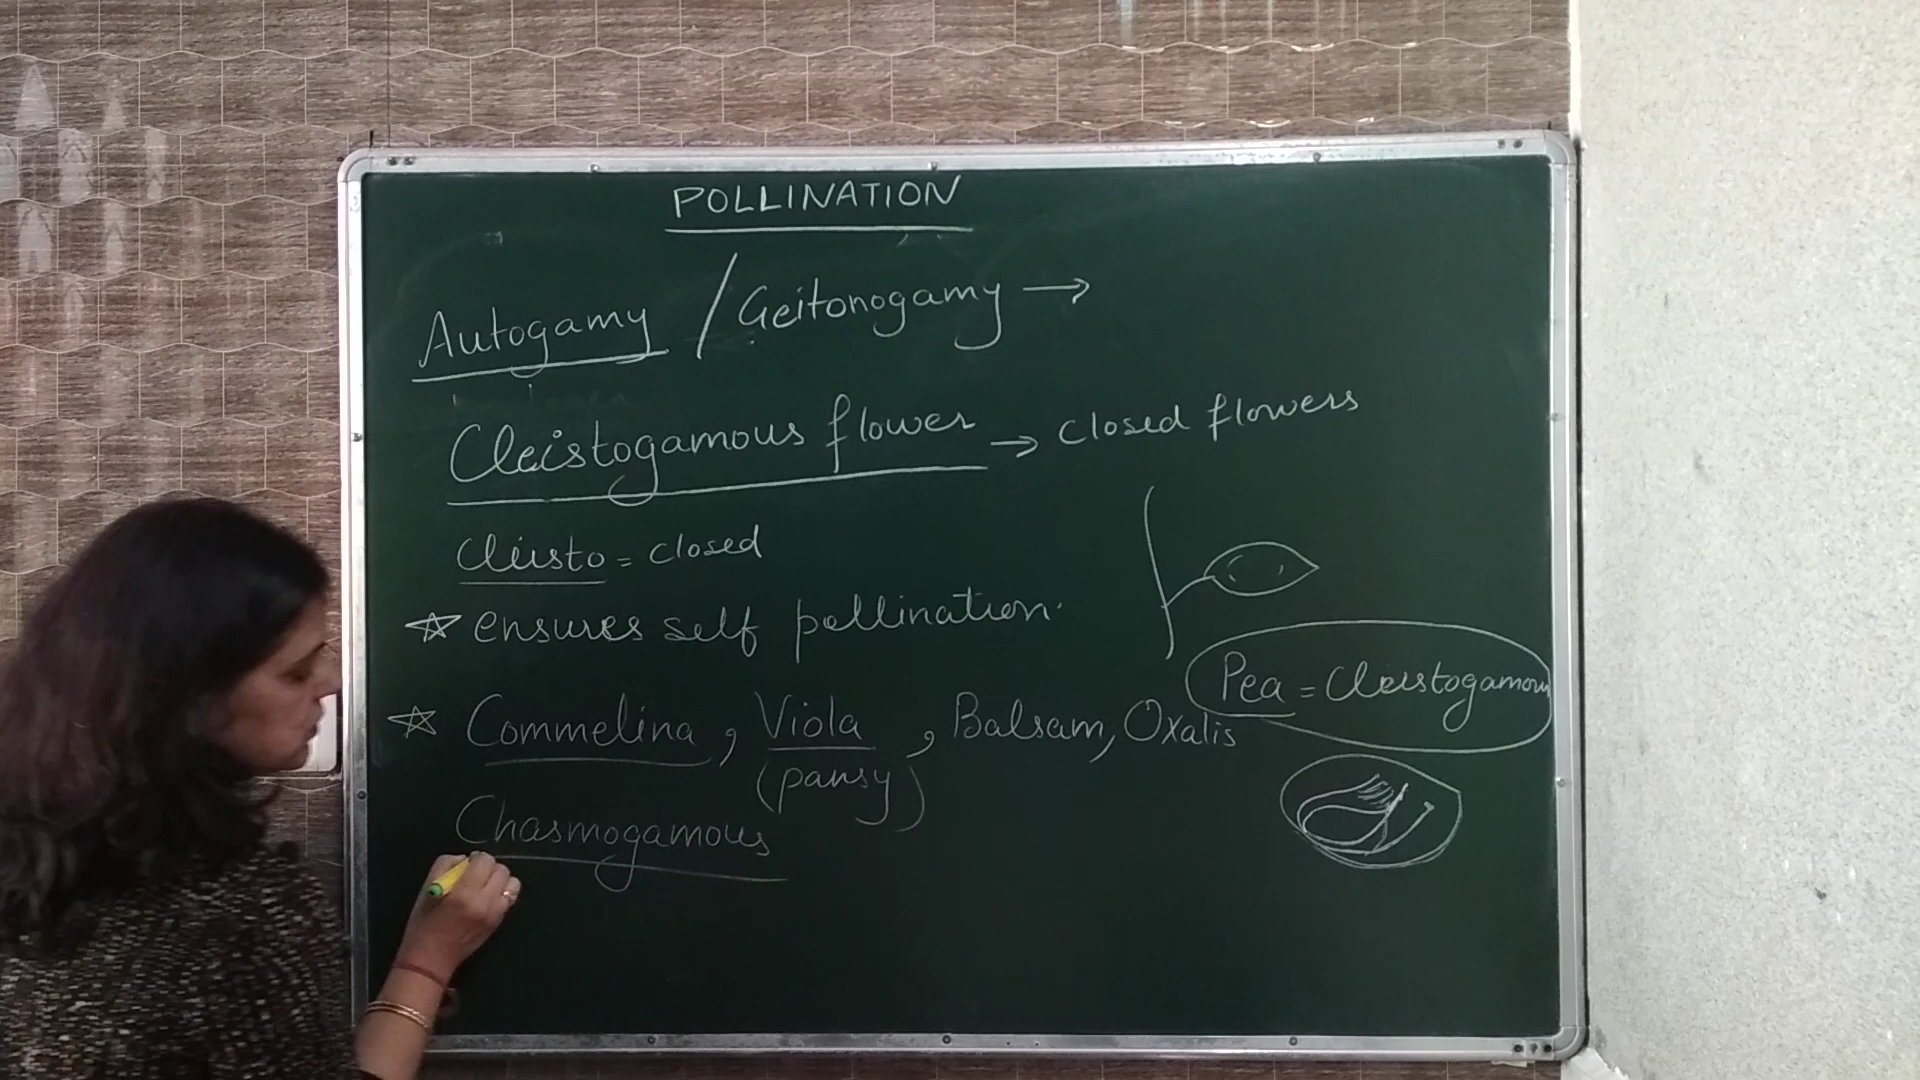 POLLINATION
Autogamy / Geitonogamy →
Cleistogamous flower → closed flowers
Cleisto = closed
☆ ensures self pollination.
Pea = Cleistogamous
☆ Commelina, Viola, Balsam, Oxalis
(pansy)
Chasmogamous